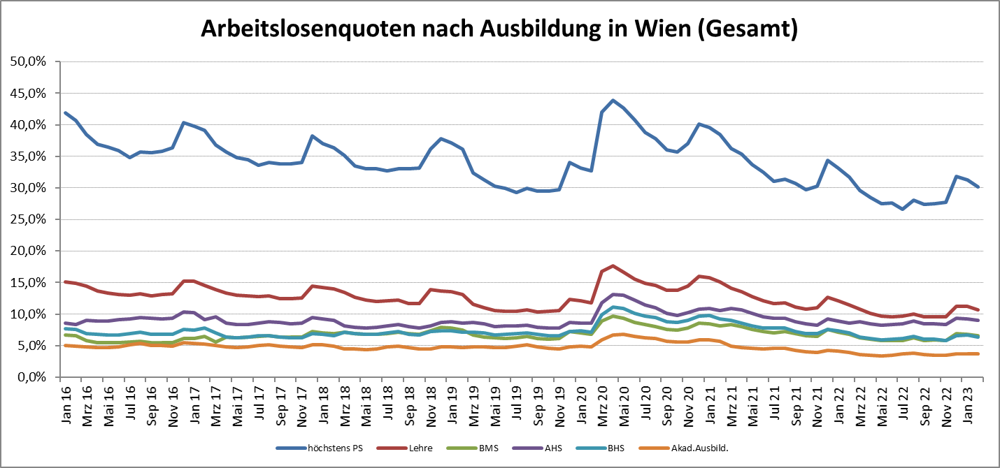 Arbeitslosenquoten nach Ausbildung in Wien (Gesamt)
50,0%
45,0%
40,0%
35,0%
30,0%
25,0%
20,0%
15,0%
10,0%
5,0%
0,0%
Jan 16
Mrz 16
Mai 16
Jul 16
Sep 16
Nov 16
Jan 17
Mrz 17
Mai 17
Jul 17
Sep 17
Nov 17
Jan 18
Mrz 18
Mai 18
Jul 18
Sep 18
Nov 18
Jan 19
Mrz 19
Mai 19
Jul 19
Sep 19
Nov 19
Jan 20
Mrz 20
Mai 20
Jul 20
Sep 20
Nov 20
Jan 21
Mrz 21
Mai 21
Jul 21
Sep 21
Nov 21
Jan 22
Mrz 22
Mai 22
Jul 22
Sep 22
Nov 22
Jan 23
höchstens PS Lehre BMS AHS BHS Akad.Ausbild.